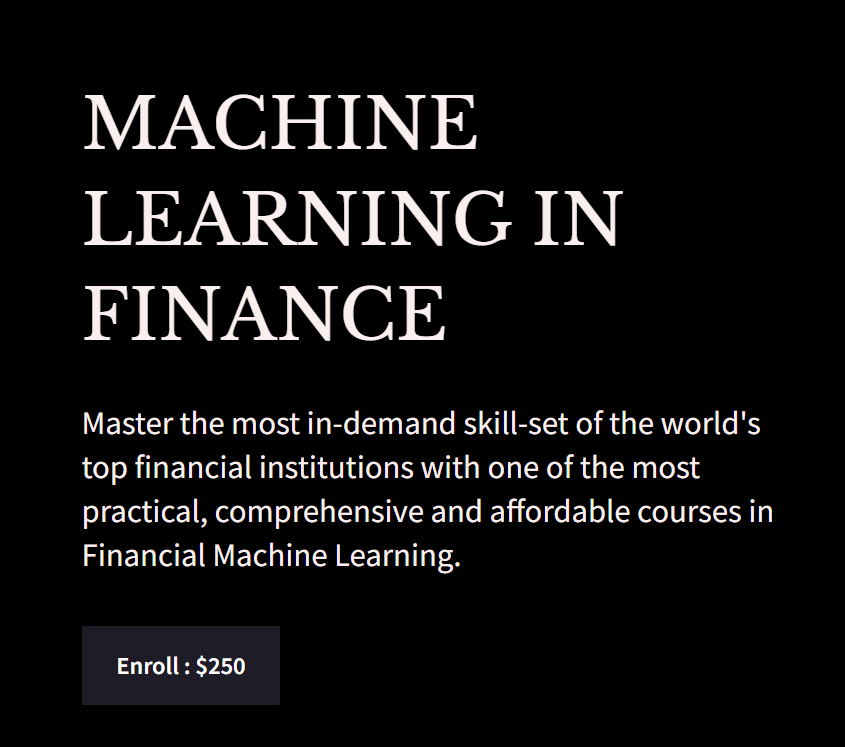 MACHINE
LEARNING IN
FINANCE
Master the most in-demand skill-set of the world's
top financial institutions with one of the most
practical, comprehensive and affordable courses in
Financial Machine Learning.
Enroll : $250